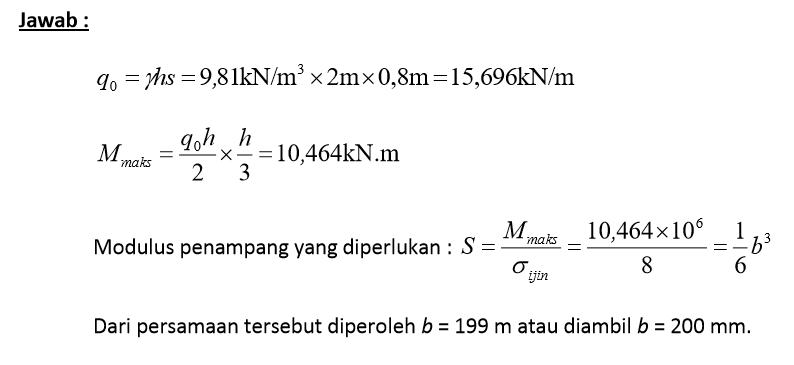 Jawab :
q₀ = γhs = 9,81kN/m³ × 2m × 0,8m = 15,696kN/m
M_maks = q₀h/2 × h/3 = 10,464kN.m
Modulus penampang yang diperlukan : S = M_maks/σ_ijin = 10,464×10⁶/8 = 1/6 b³
Dari persamaan tersebut diperoleh b = 199 m atau diambil b = 200 mm.